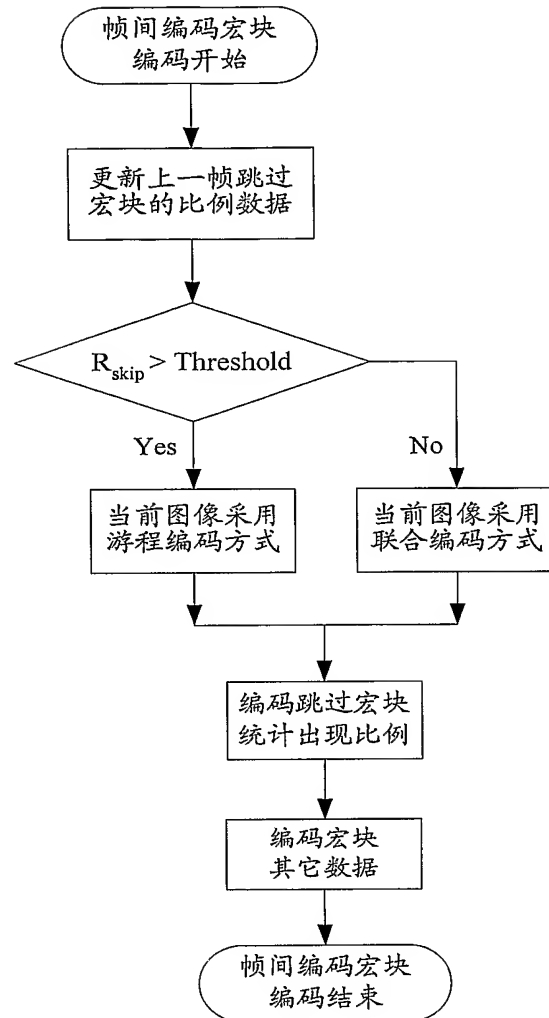 帧间编码宏块
编码开始
更新上一帧跳过
宏块的比例数据
R_skip > Threshold
Yes
No
当前图像采用
游程编码方式
当前图像采用
联合编码方式
编码跳过宏块
统计出现比例
编码宏块
其它数据
帧间编码宏块
编码结束